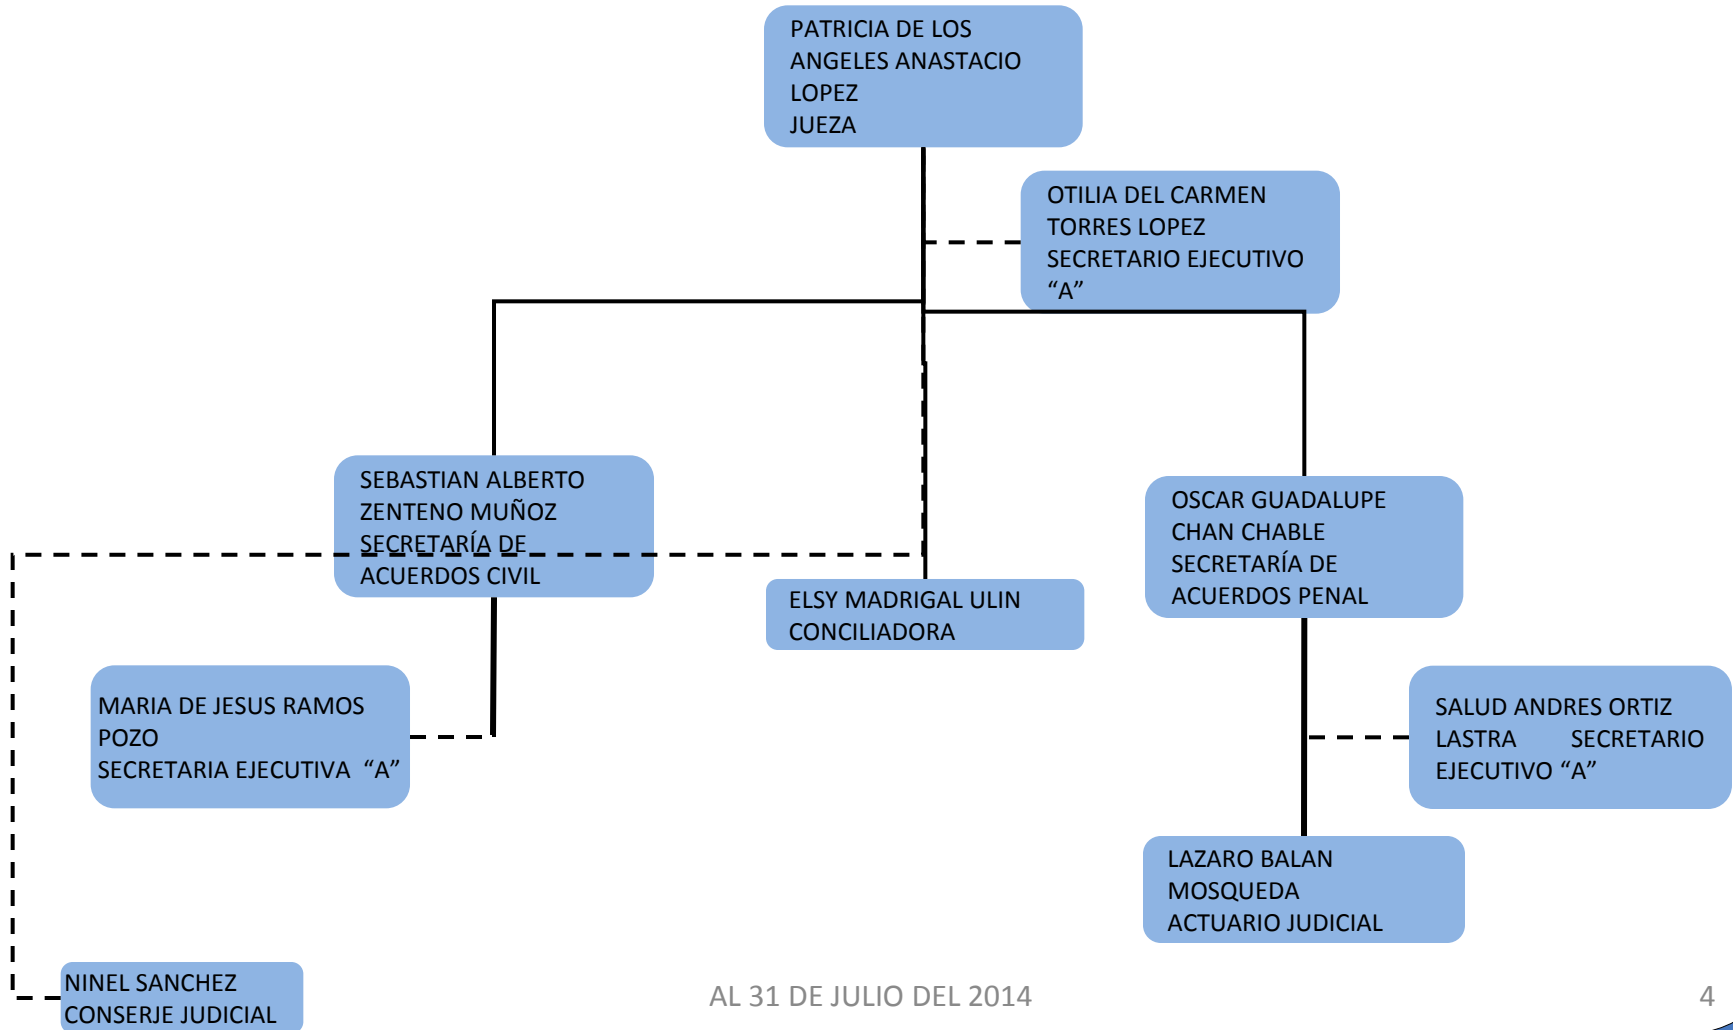 PATRICIA DE LOS
ANGELES ANASTACIO
LOPEZ
JUEZA
OTILIA DEL CARMEN
TORRES LOPEZ
SECRETARIO EJECUTIVO
“A”
SEBASTIAN ALBERTO
ZENTENO MUÑOZ
SECRETARÍA DE
ACUERDOS CIVIL
ELSY MADRIGAL ULIN
CONCILIADORA
OSCAR GUADALUPE
CHAN CHABLE
SECRETARÍA DE
ACUERDOS PENAL
MARIA DE JESUS RAMOS
POZO
SECRETARIA EJECUTIVA “A”
SALUD ANDRES ORTIZ
LASTRA SECRETARIO
EJECUTIVO “A”
LAZARO BALAN
MOSQUEDA
ACTUARIO JUDICIAL
NINEL SANCHEZ
CONSERJE JUDICIAL
AL 31 DE JULIO DEL 2014
4